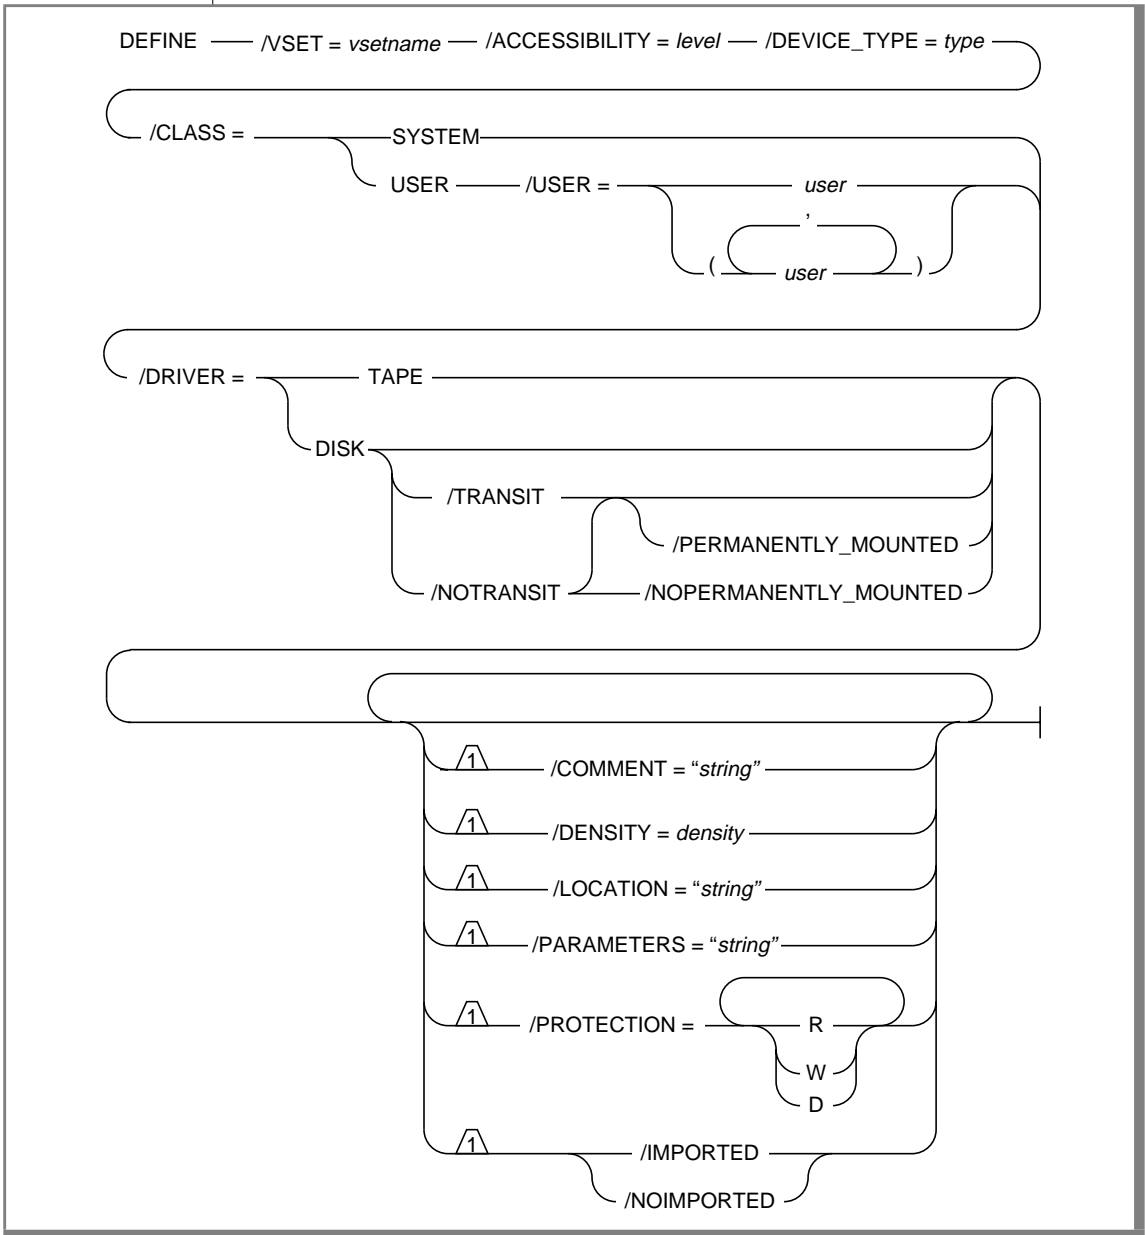 DEFINE /VSET = vsetname /ACCESSIBILITY = level /DEVICE_TYPE = type
/CLASS = SYSTEM
USER /USER = user
,
( user )
/DRIVER = TAPE
DISK
/TRANSIT
/PERMANENTLY_MOUNTED
/NOTRANSIT /NOPERMANENTLY_MOUNTED
1 /COMMENT = “string”
1 /DENSITY = density
1 /LOCATION = “string”
1 /PARAMETERS = “string”
1 /PROTECTION = R
W
D
1 /IMPORTED
/NOIMPORTED